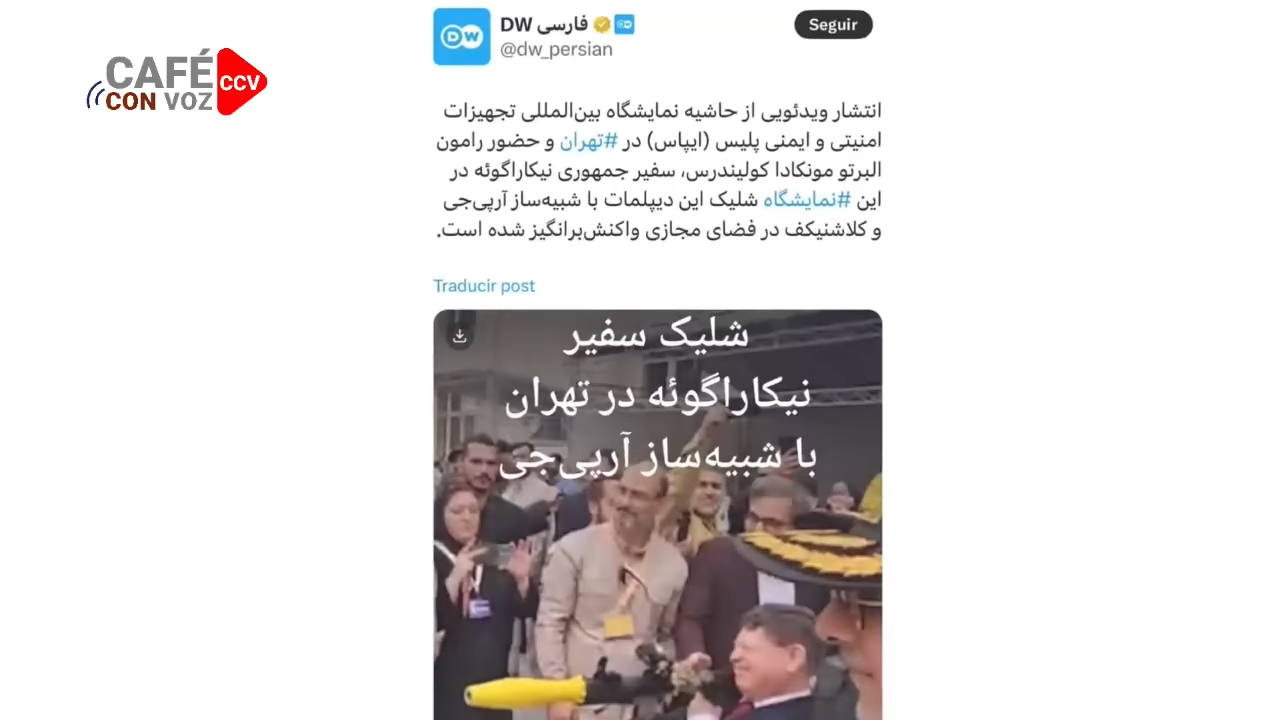 CAFÉ
CON VOZ
CCV
DW فارسی
@dw_persian
Seguir
انتشار ویدئویی از حاشیه نمایشگاه بین‌المللی تجهیزات
امنیتی و ایمنی پلیس (ایپاس) در #تهران و حضور رامون
البرتو مونکادا کولیندرس، سفیر جمهوری نیکاراگوئه در
این #نمایشگاه شلیک این دیپلمات با شبیه‌ساز آرپی‌جی
و کلاشنیکف در فضای مجازی واکنش‌برانگیز شده است.
Traducir post
شلیک سفیر
نیکاراگوئه در تهران
با شبیه‌ساز آرپی‌جی